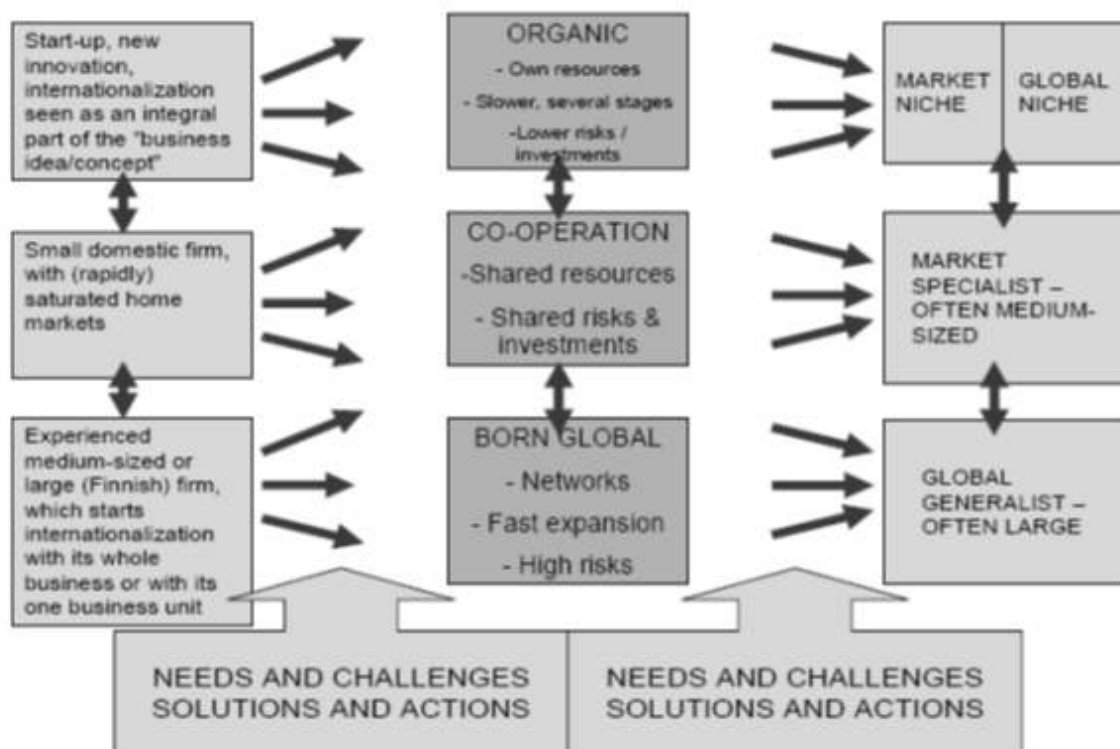 Start-up, new
innovation,
internationalization
seen as an integral
part of the "business
idea/concept"
Small domestic firm,
with (rapidly)
saturated home
markets
Experienced
medium-sized or
large (Finnish) firm,
which starts
internationalization
with its whole
business or with its
one business unit
ORGANIC
- Own resources
- Slower, several stages
-Lower risks /
investments
CO-OPERATION
-Shared resources
- Shared risks &
investments
BORN GLOBAL
- Networks
- Fast expansion
- High risks
MARKET
NICHE
GLOBAL
NICHE
MARKET
SPECIALIST –
OFTEN MEDIUM-
SIZED
GLOBAL
GENERALIST –
OFTEN LARGE
NEEDS AND CHALLENGES
SOLUTIONS AND ACTIONS
NEEDS AND CHALLENGES
SOLUTIONS AND ACTIONS